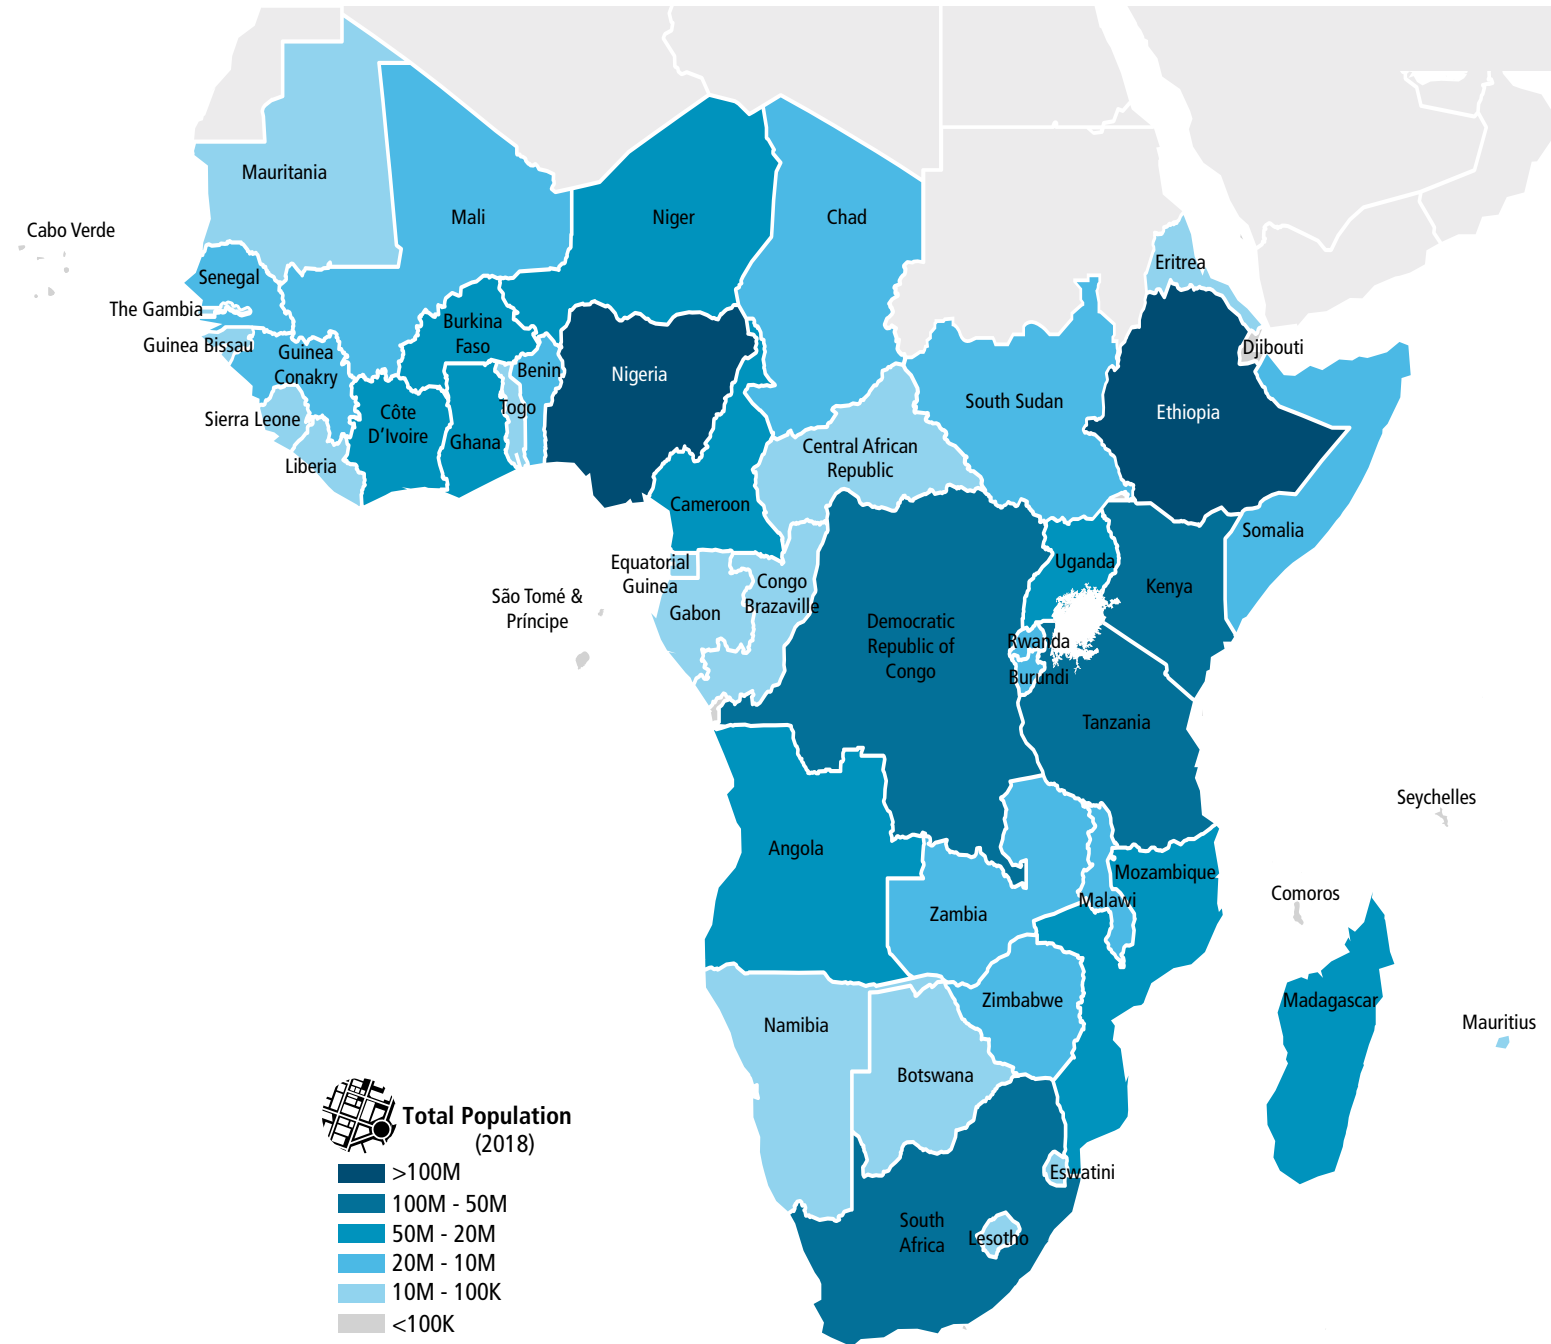 Mauritania
Mali
Niger
Chad
Cabo Verde
Senegal
Eritrea
The Gambia
Burkina
Faso
Guinea Bissau
Guinea
Conakry
Djibouti
Benin
Nigeria
South Sudan
Ethiopia
Togo
Sierra Leone
Côte
D'Ivoire
Ghana
Central African
Republic
Liberia
Cameroon
Somalia
Equatorial
Guinea
Uganda
Kenya
Congo
Brazaville
São Tomé &
Príncipe
Gabon
Democratic
Republic of
Congo
Rwanda
Burundi
Tanzania
Seychelles
Angola
Mozambique
Comoros
Malawi
Zambia
Zimbabwe
Madagascar
Mauritius
Namibia
Botswana
Eswatini
South
Africa
Lesotho
Total Population
(2018)
>100M
100M - 50M
50M - 20M
20M - 10M
10M - 100K
<100K